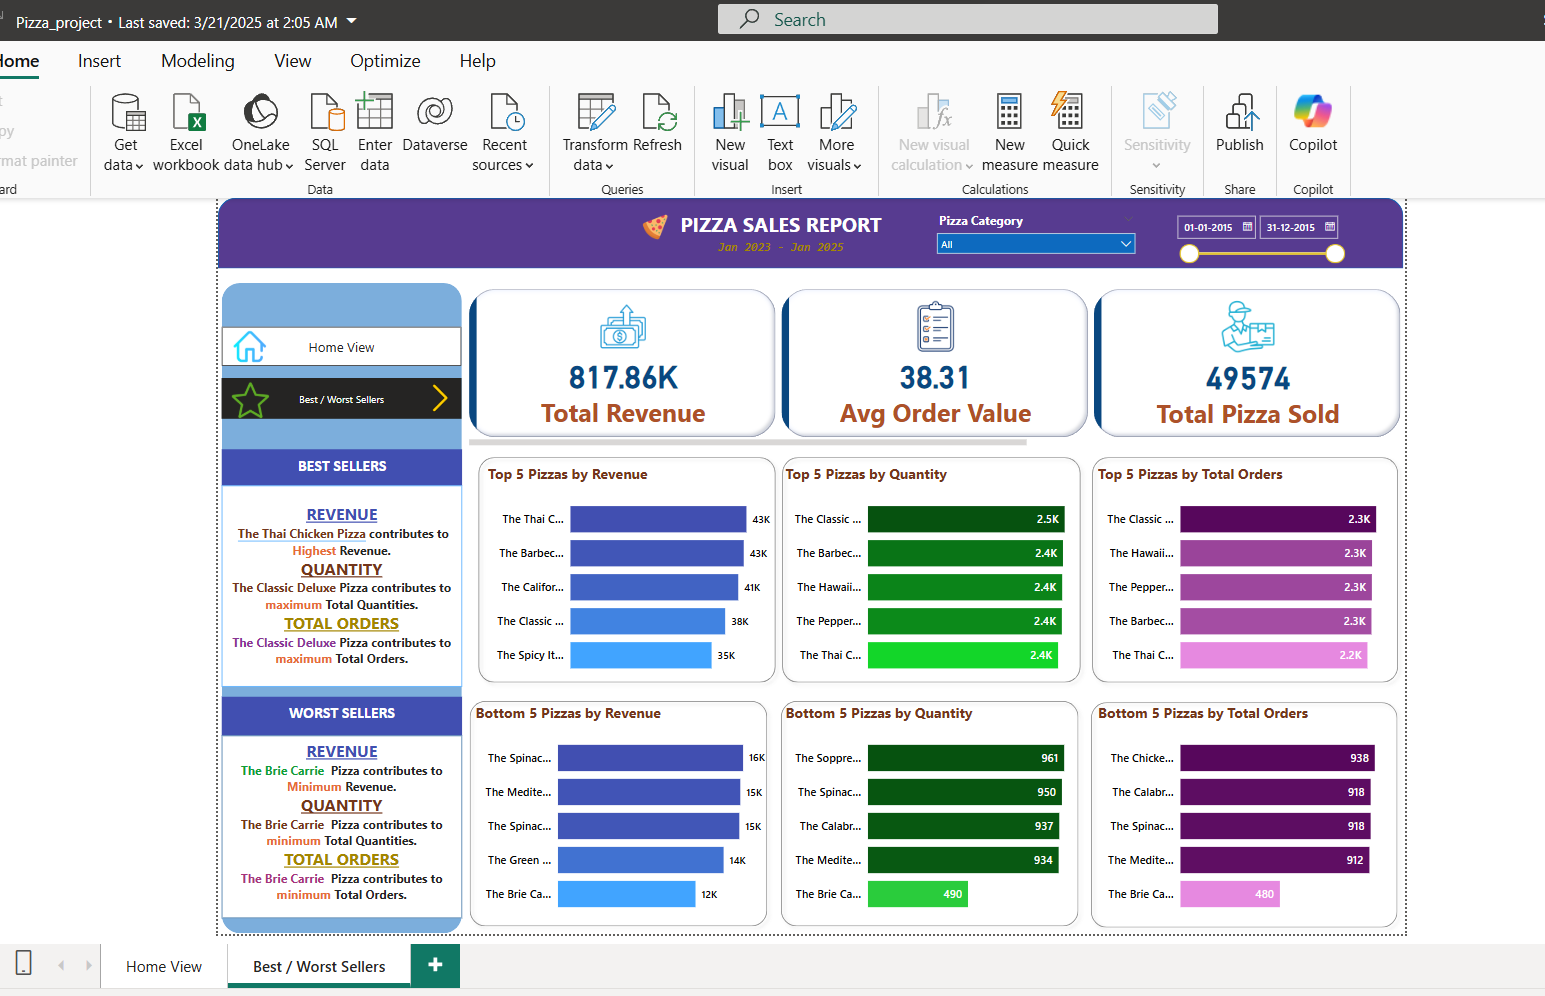 Pizza_project • Last saved: 3/21/2025 at 2:05 AM
Search
Home
Insert
Modeling
View
Optimize
Help
Get data
Excel workbook
OneLake data hub
SQL Server
Enter data
Dataverse
Recent sources
Data
Transform data
Refresh
Queries
New visual
Text box
More visuals
Insert
New visual calculation
New measure
Quick measure
Calculations
Sensitivity
Sensitivity
Publish
Share
Copilot
Copilot
PIZZA SALES REPORT
Jan 2023 - Jan 2025
Pizza Category
All
01-01-2015
31-12-2015
Home View
Best / Worst Sellers
817.86K
Total Revenue
38.31
Avg Order Value
49574
Total Pizza Sold
BEST SELLERS
REVENUE
The Thai Chicken Pizza contributes to
Highest Revenue.
QUANTITY
The Classic Deluxe Pizza contributes to
maximum Total Quantities.
TOTAL ORDERS
The Classic Deluxe Pizza contributes to
maximum Total Orders.
WORST SELLERS
REVENUE
The Brie Carrie Pizza contributes to
Minimum Revenue.
QUANTITY
The Brie Carrie Pizza contributes to
minimum Total Quantities.
TOTAL ORDERS
The Brie Carrie Pizza contributes to
minimum Total Orders.
Top 5 Pizzas by Revenue
The Thai C... 43K
The Barbec... 43K
The Califor... 41K
The Classic ... 38K
The Spicy It... 35K
Top 5 Pizzas by Quantity
The Classic ... 2.5K
The Barbec... 2.4K
The Hawaii... 2.4K
The Pepper... 2.4K
The Thai C... 2.4K
Top 5 Pizzas by Total Orders
The Classic ... 2.3K
The Hawaii... 2.3K
The Pepper... 2.3K
The Barbec... 2.3K
The Thai C... 2.2K
Bottom 5 Pizzas by Revenue
The Spinac... 16K
The Medite... 15K
The Spinac... 15K
The Green ... 14K
The Brie Ca... 12K
Bottom 5 Pizzas by Quantity
The Soppre... 961
The Spinac... 950
The Calabr... 937
The Medite... 934
The Brie Ca... 490
Bottom 5 Pizzas by Total Orders
The Chicke... 938
The Calabr... 918
The Spinac... 918
The Medite... 912
The Brie Ca... 480
Home View
Best / Worst Sellers